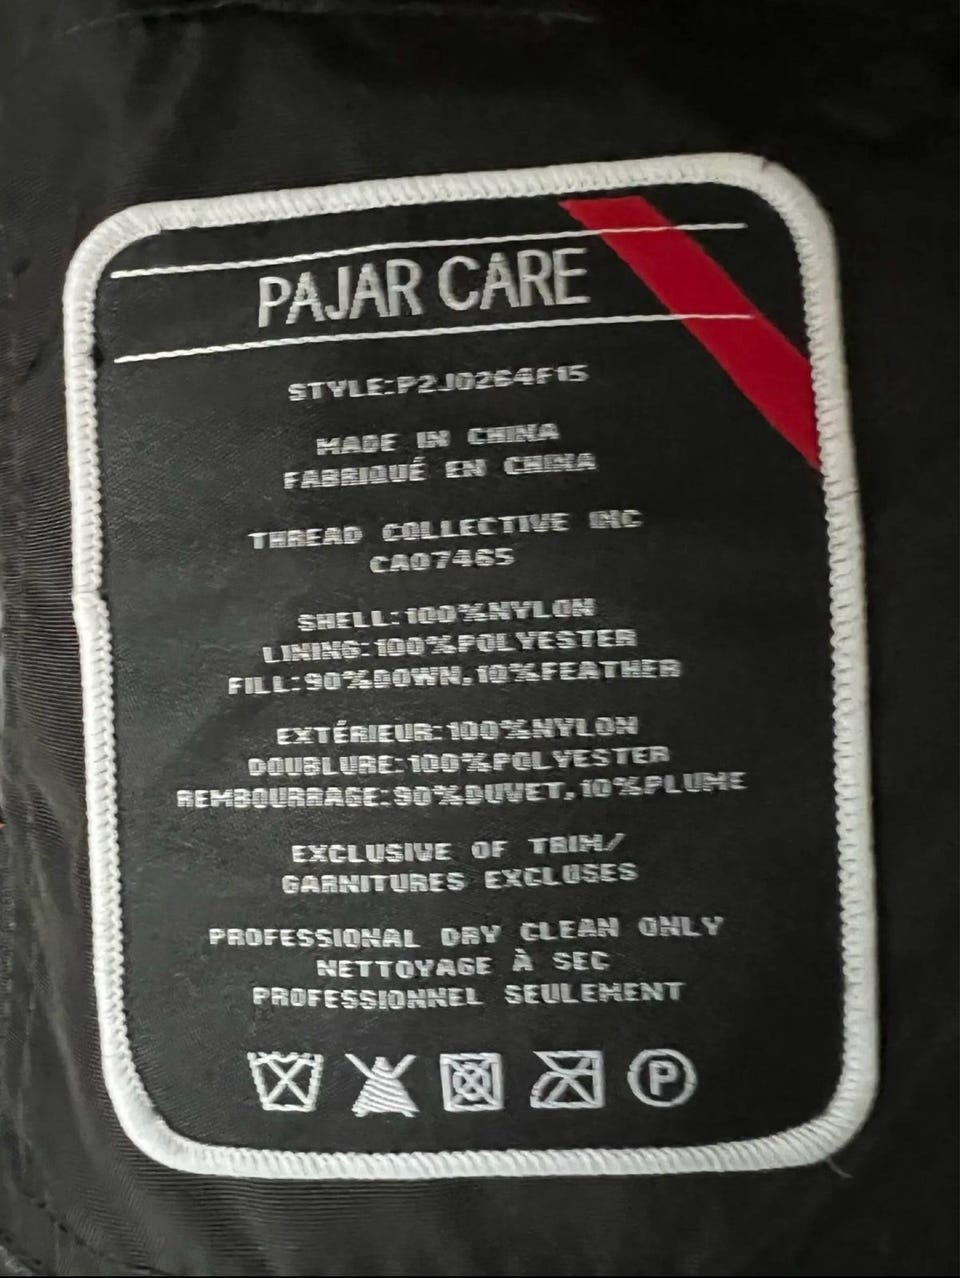 PAJAR CARE
STYLE:P2J0264F15
MADE IN CHINA
FABRIQUÉ EN CHINA
THREAD COLLECTIVE INC
CA07465
SHELL:100%NYLON
LINING:100%POLYESTER
FILL:90%DOWN,10%FEATHER
EXTÉRIEUR:100%NYLON
DOUBLURE:100%POLYESTER
REMBOURRAGE:90%DUVET,10%PLUME
EXCLUSIVE OF TRIM/
GARNITURES EXCLUSES
PROFESSIONAL DRY CLEAN ONLY
NETTOYAGE À SEC
PROFESSIONNEL SEULEMENT
P